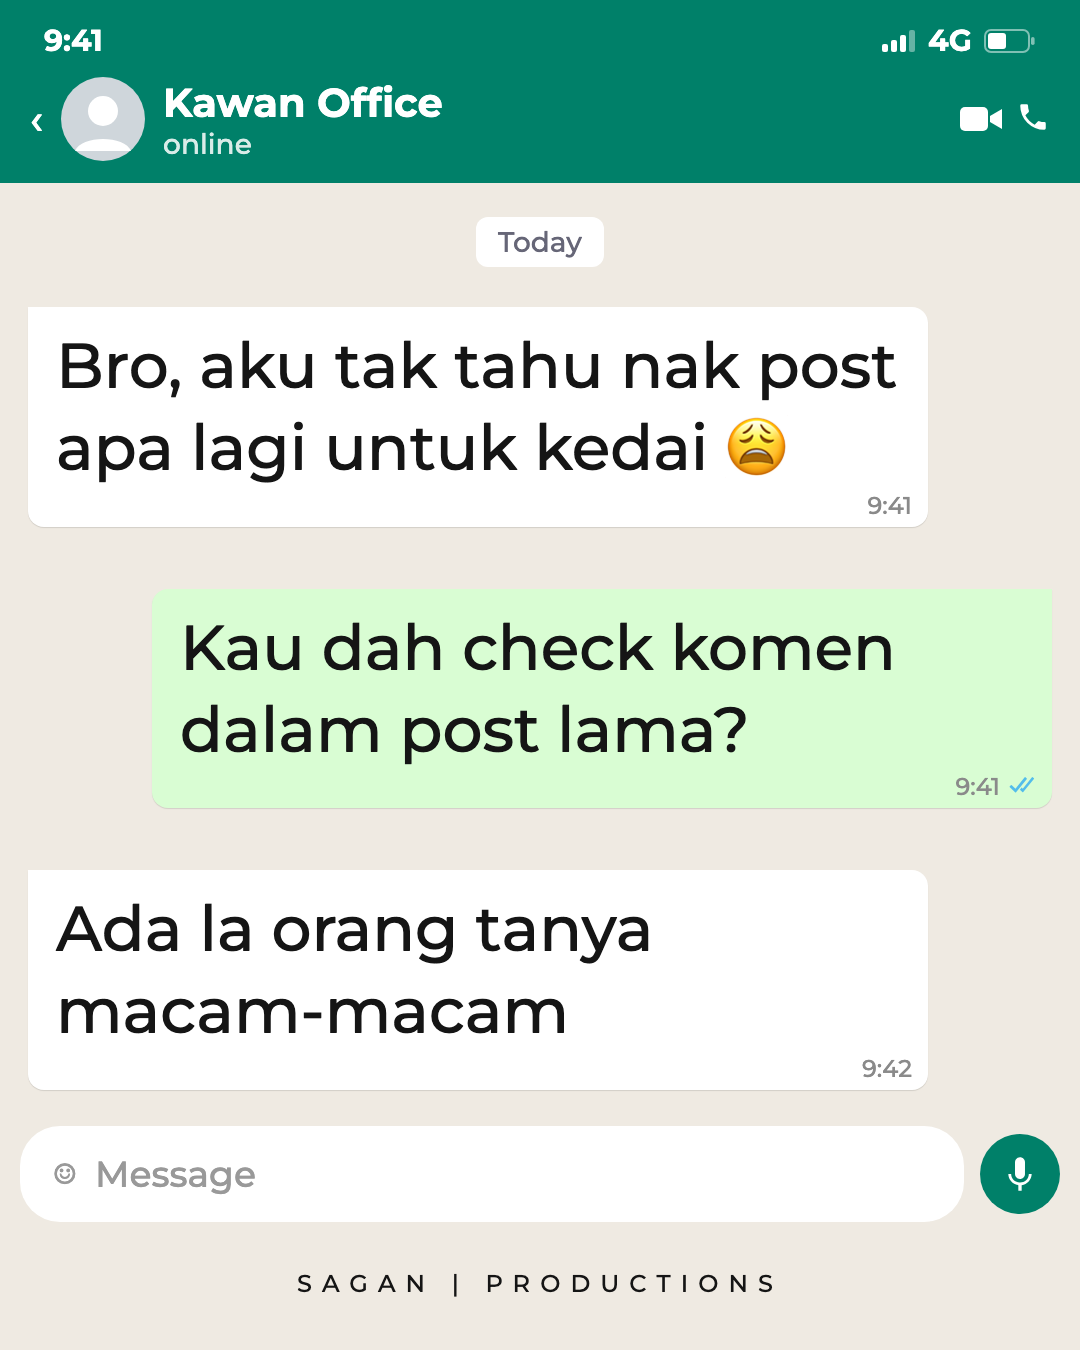 9:41
4G
Kawan Office
online
Today
Bro, aku tak tahu nak post
apa lagi untuk kedai 😩
9:41
Kau dah check komen
dalam post lama?
9:41
Ada la orang tanya
macam-macam
9:42
Message
SAGAN | PRODUCTIONS